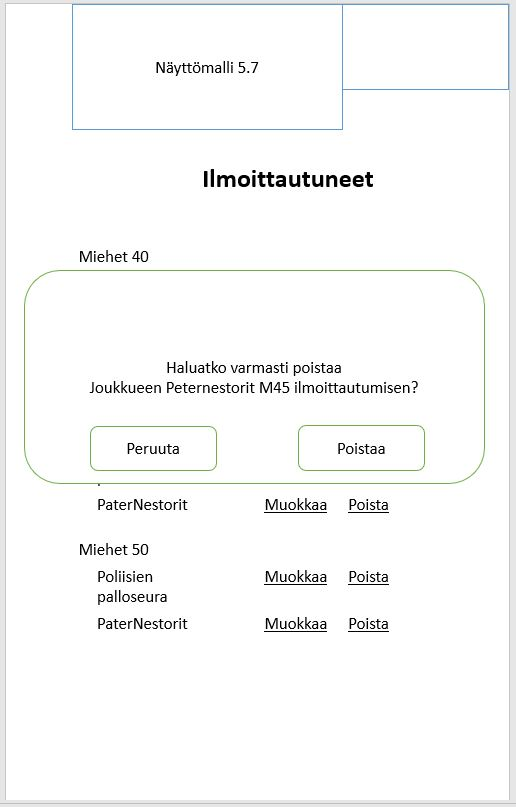 Näyttömalli 5.7
Ilmoittautuneet
Miehet 40
Haluatko varmasti poistaa
Joukkueen Peternestorit M45 ilmoittautumisen?
Peruuta Poistaa
PaterNestorit Muokkaa Poista
Miehet 50
Poliisien Muokkaa Poista
palloseura
PaterNestorit Muokkaa Poista